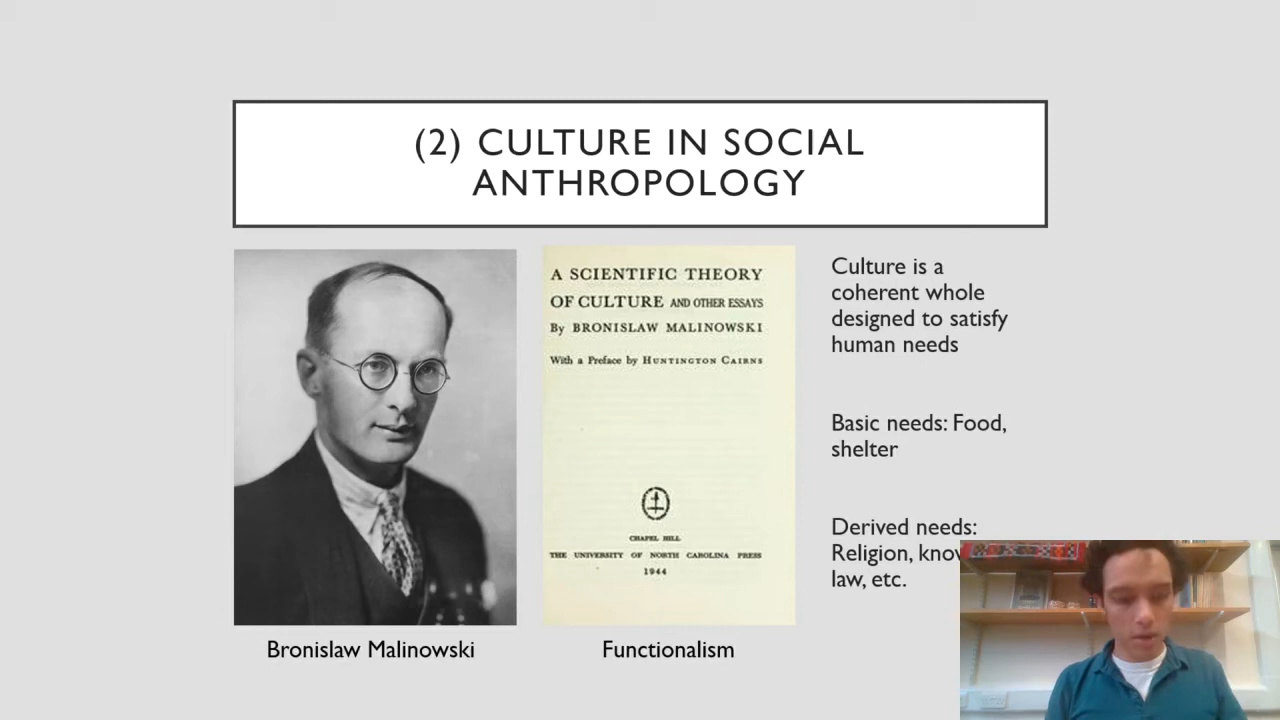 (2) CULTURE IN SOCIAL
ANTHROPOLOGY
A SCIENTIFIC THEORY
OF CULTURE AND OTHER ESSAYS
By BRONISLAW MALINOWSKI
With a Preface by HUNTINGTON CAIRNS
CHAPEL HILL
THE UNIVERSITY OF NORTH CAROLINA PRESS
1944
Culture is a
coherent whole
designed to satisfy
human needs
Basic needs: Food,
shelter
Derived needs:
Religion,
law, etc.
Bronislaw Malinowski
Functionalism